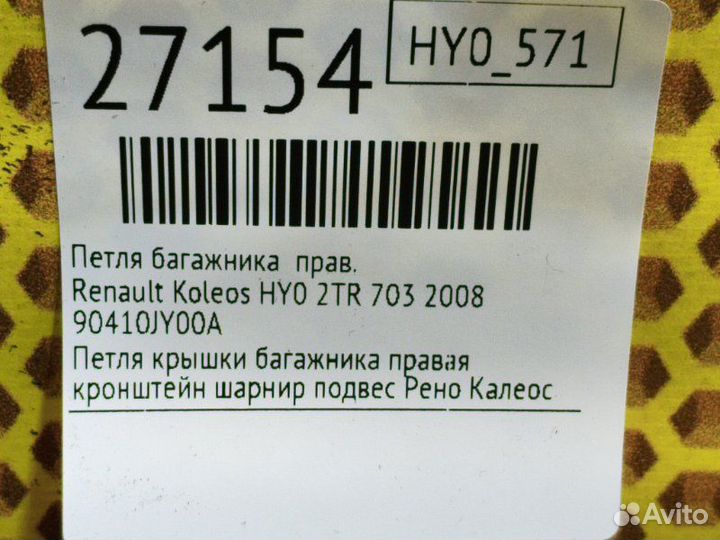 27154
HY0_571
Петля багажника прав.
Renault Koleos HY0 2TR 703 2008
90410JY00A
Петля крышки багажника правая
кронштейн шарнир подвес Рено Калеос
Avito